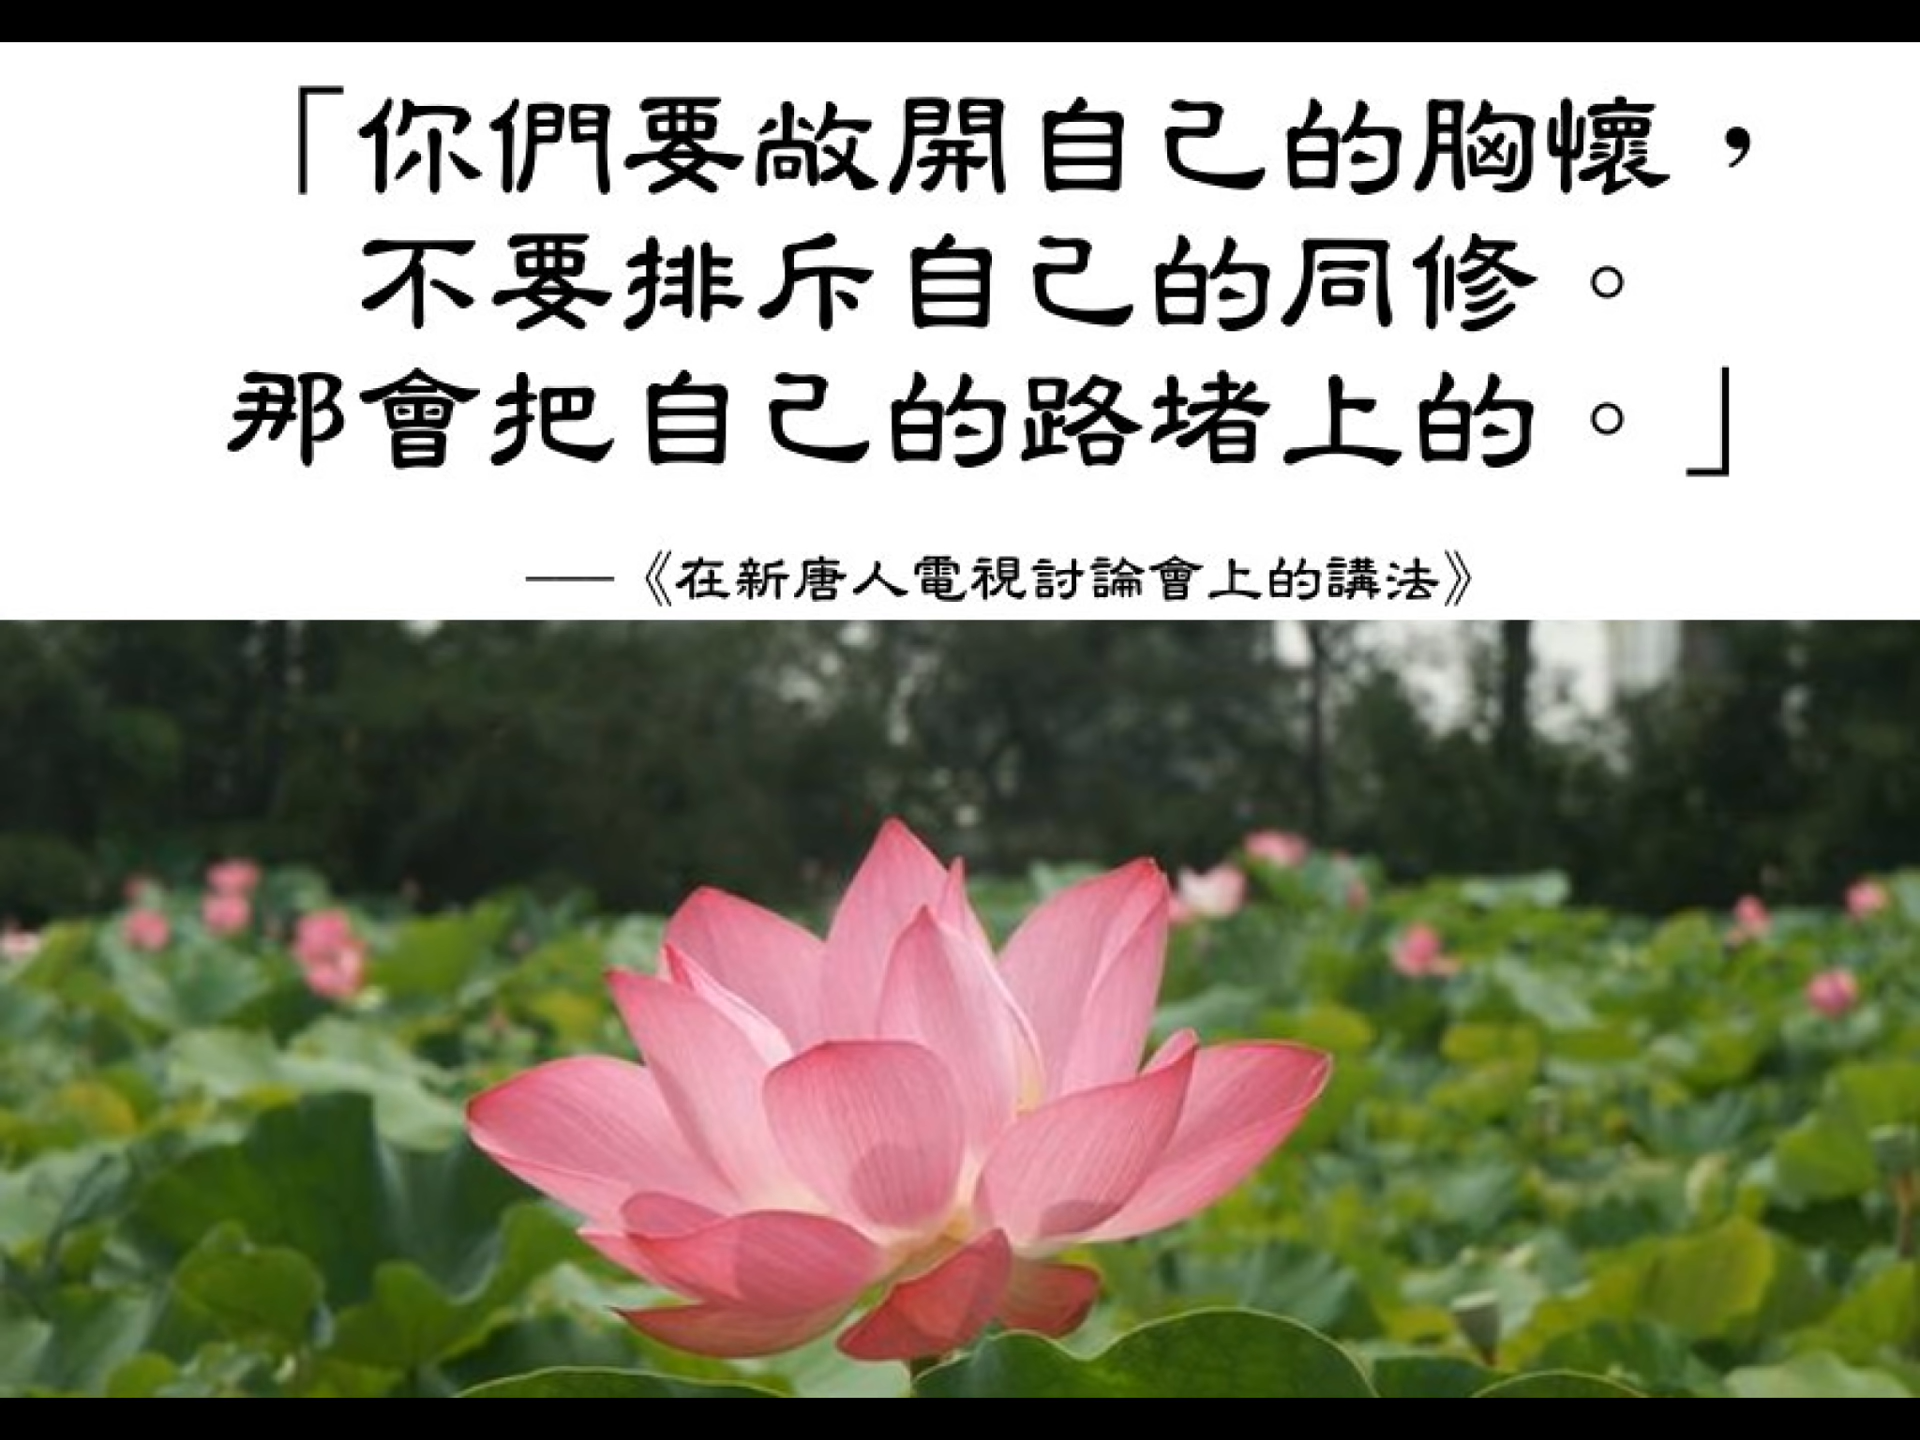 「你們要敞開自己的胸懷，
不要排斥自己的同修。
那會把自己的路堵上的。」
——《在新唐人電視討論會上的講法》